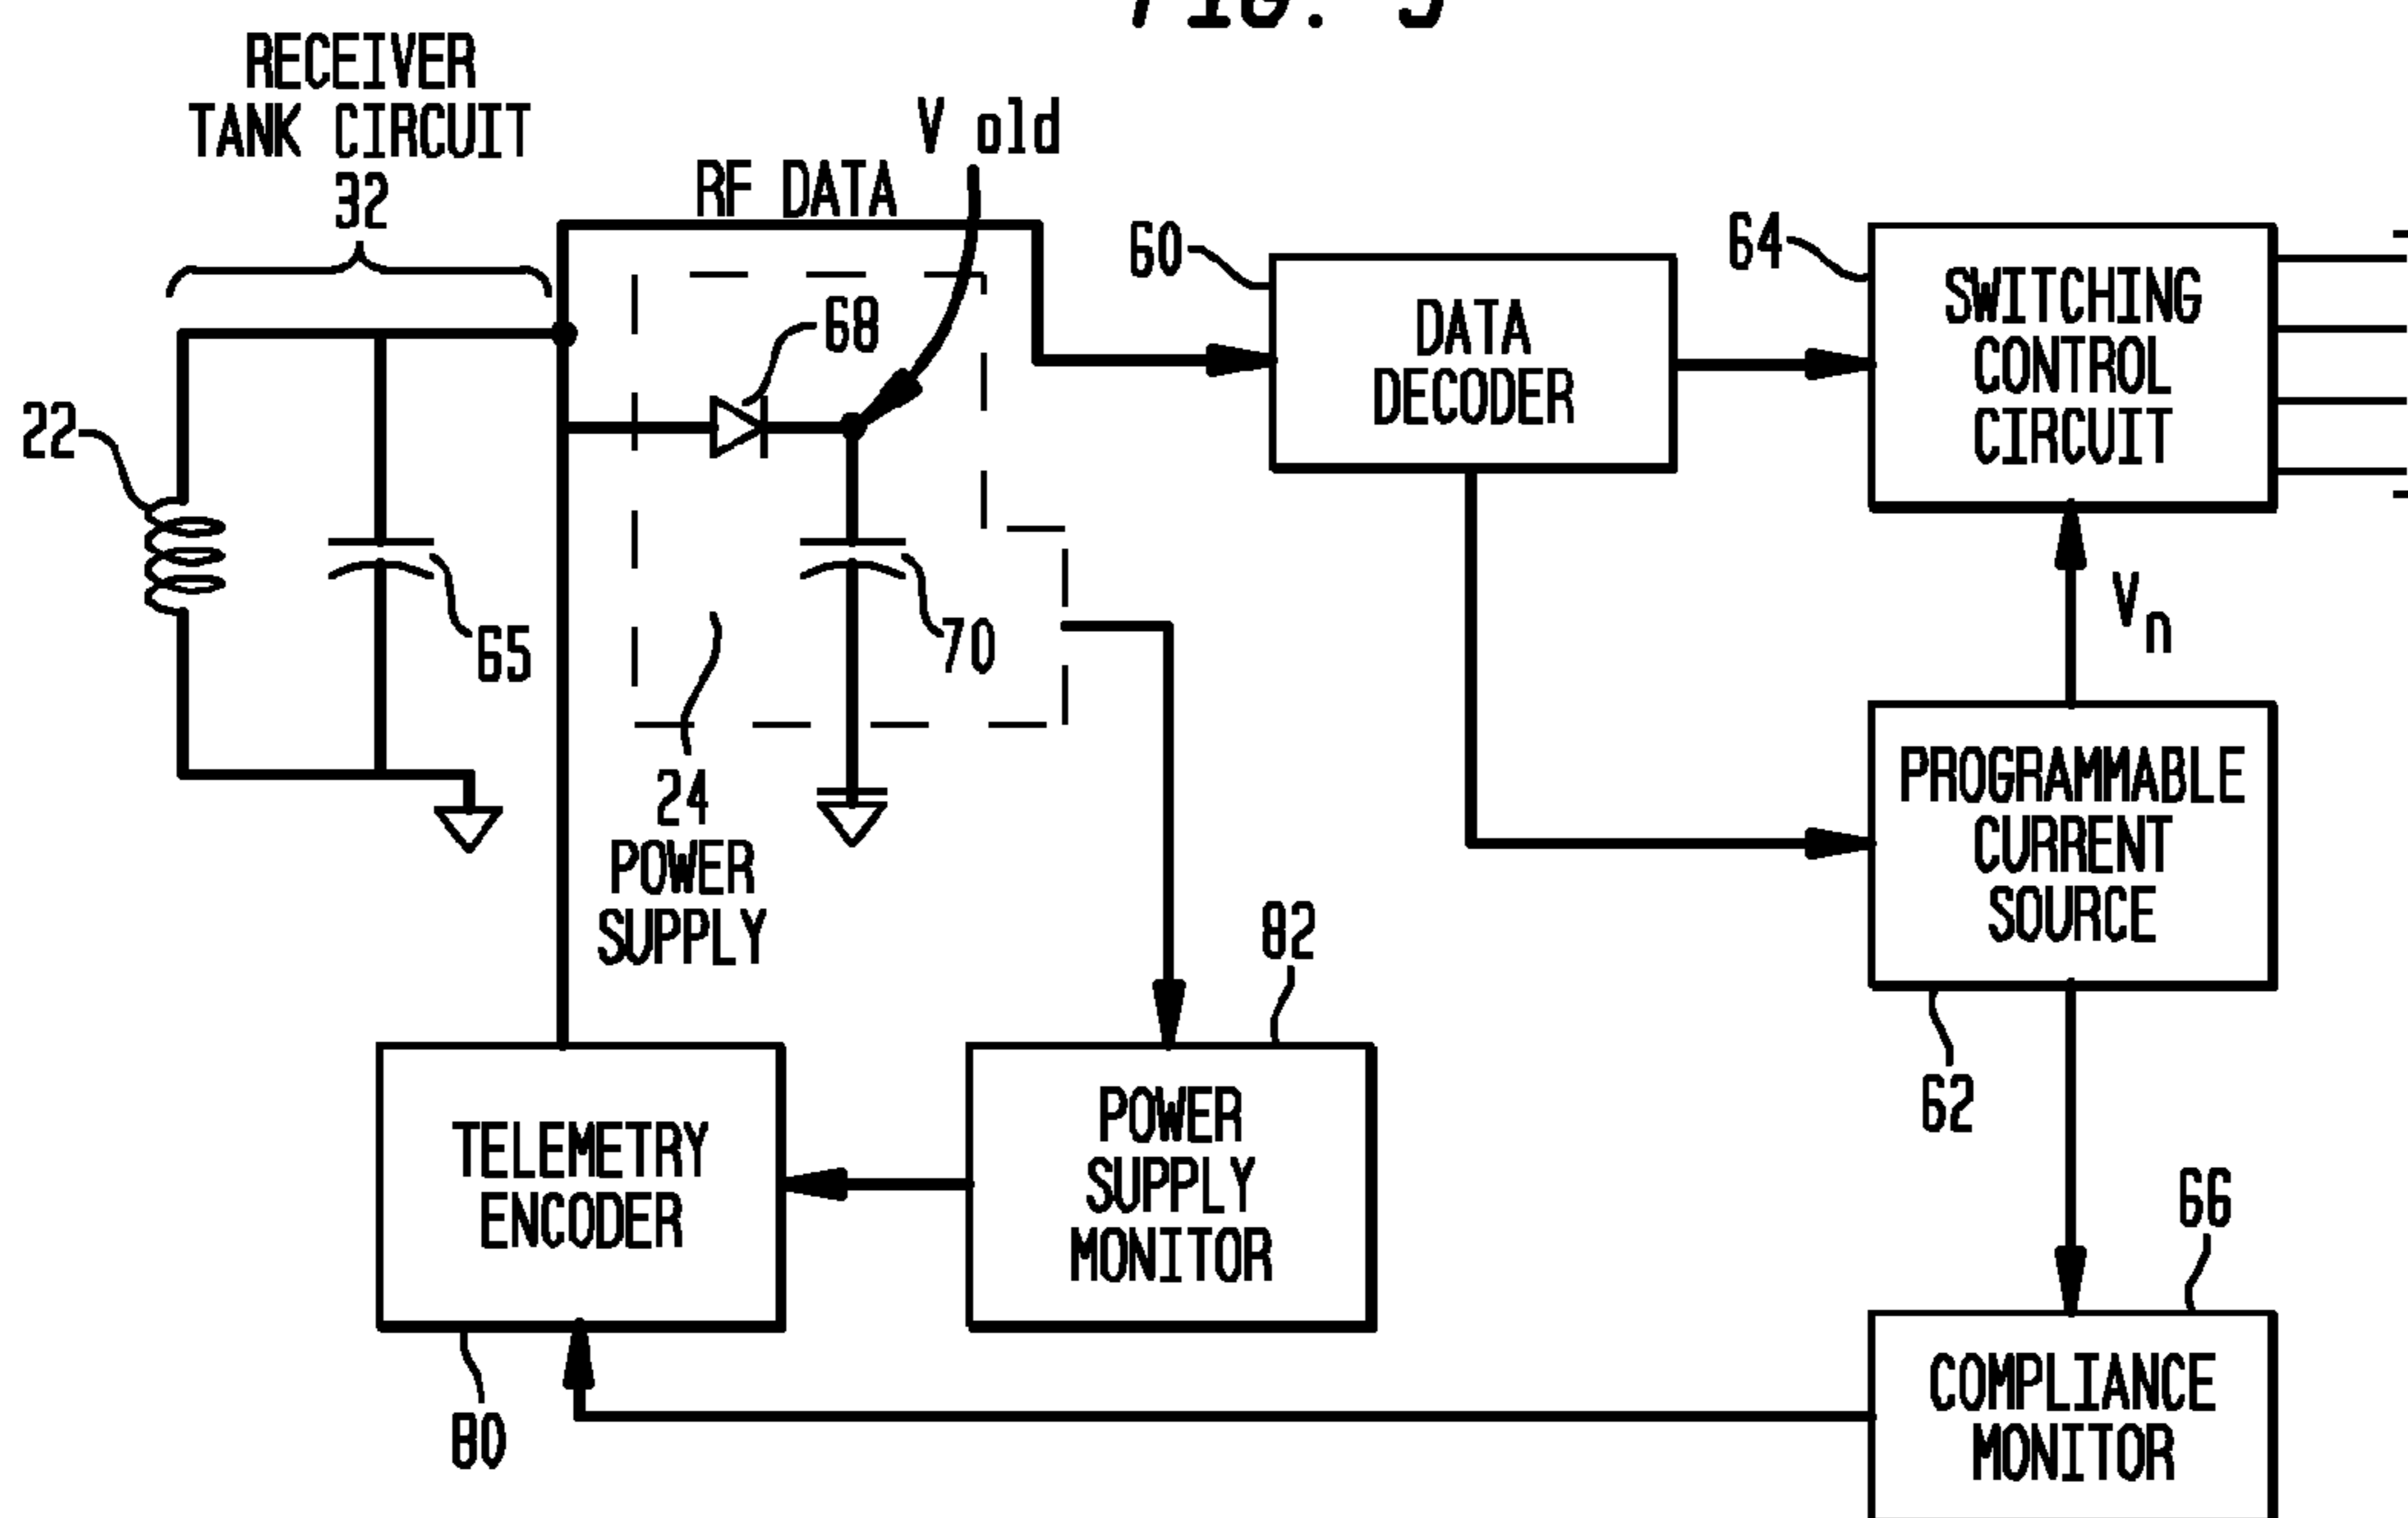 RECEIVER
TANK CIRCUIT
32
V old
RF DATA
60
64
68
22
65
70
DATA
DECODER
SWITCHING
CONTROL
CIRCUIT
Vn
24
POWER
SUPPLY
PROGRAMMABLE
CURRENT
SOURCE
82
62
TELEMETRY
ENCODER
POWER
SUPPLY
MONITOR
66
80
COMPLIANCE
MONITOR